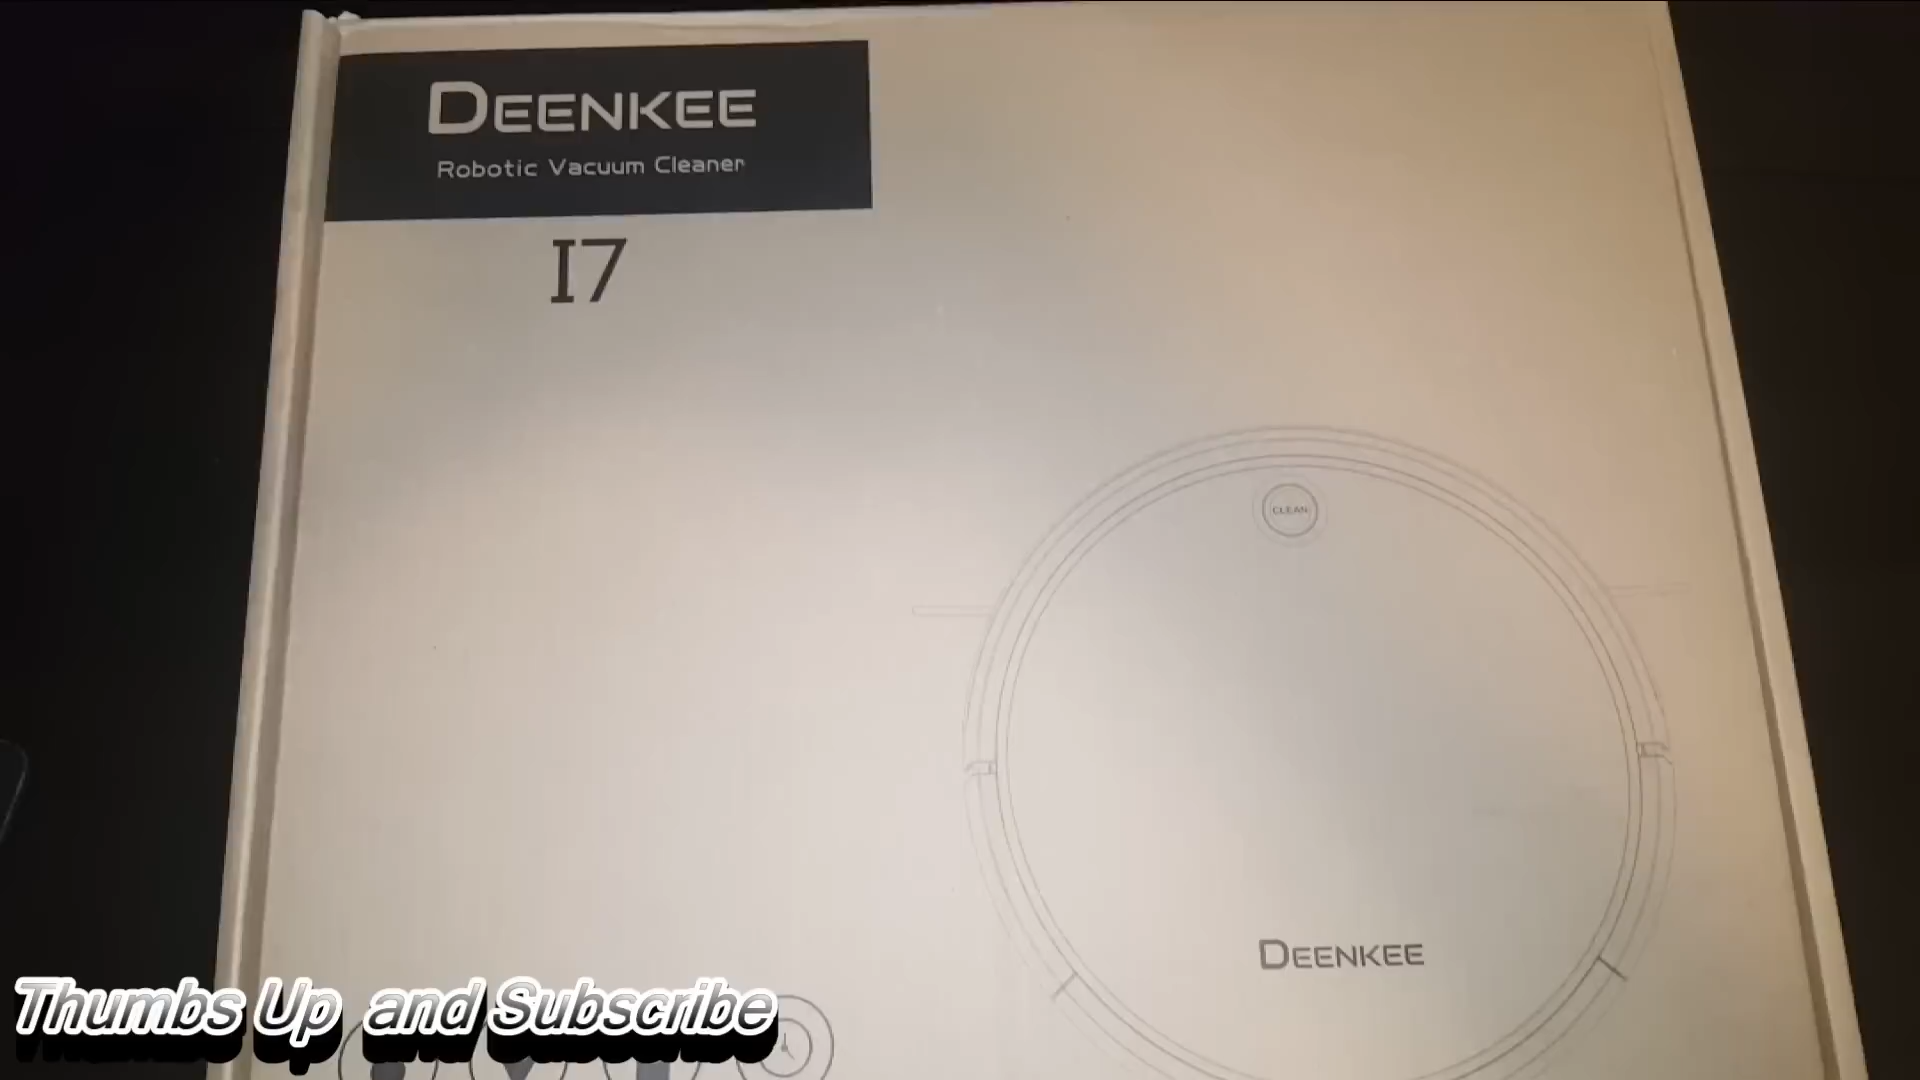 DEENKEE
Robotic Vacuum Cleaner
I7
CLEAN
DEENKEE
Thumbs Up and Subscribe